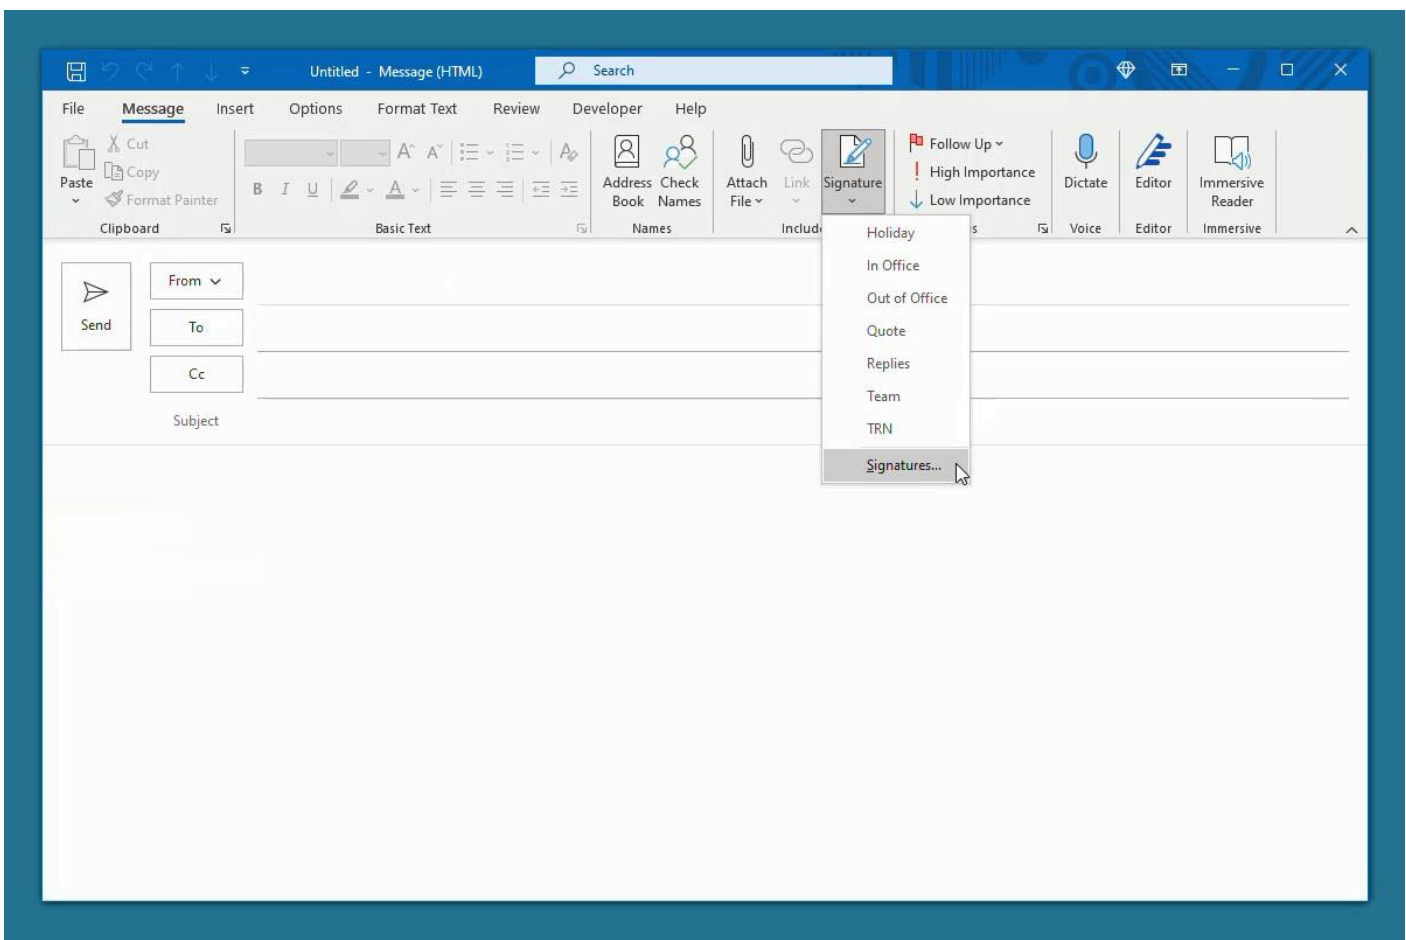 Untitled - Message (HTML)
Search
File Message Insert Options Format Text Review Developer Help
Paste
Cut
Copy
Format Painter
Clipboard
A A
B I U A
Basic Text
Address Book
Check Names
Names
Attach File
Link
Signature
Includ
Follow Up
High Importance
Low Importance
s
Dictate
Voice
Editor
Editor
Immersive Reader
Immersive
Holiday
In Office
Out of Office
Quote
Replies
Team
TRN
Signatures...
Send
From
To
Cc
Subject